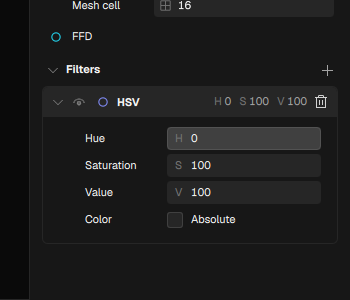 Mesh cell 16
FFD
Filters
HSV H 0 S 100 V 100
Hue H 0
Saturation S 100
Value V 100
Color Absolute